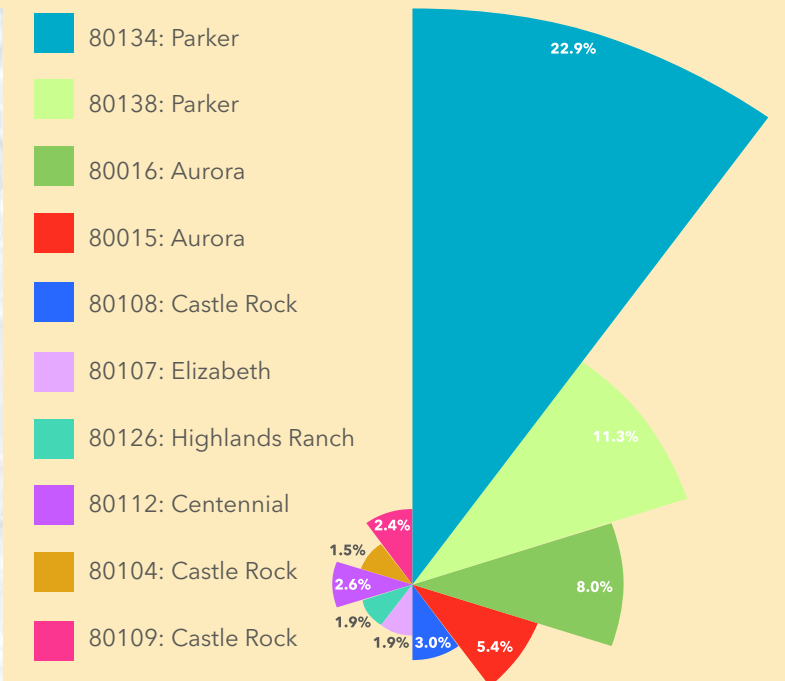 80134: Parker
80138: Parker
80016: Aurora
80015: Aurora
80108: Castle Rock
80107: Elizabeth
80126: Highlands Ranch
80112: Centennial
80104: Castle Rock
80109: Castle Rock
22.9%
11.3%
8.0%
5.4%
3.0%
1.9%
1.9%
2.6%
1.5%
2.4%